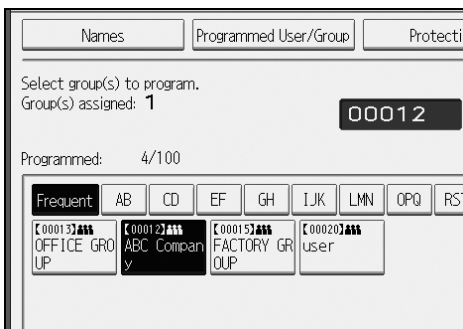 Names Programmed User/Group Protecti
Select group(s) to program.
Group(s) assigned: 1
00012
Programmed: 4/100
Frequent AB CD EF GH IJK LMN OPQ RST
【00013】 【00012】 【00015】 【00020】
OFFICE GRO ABC Compan FACTORY GR user
UP y OUP